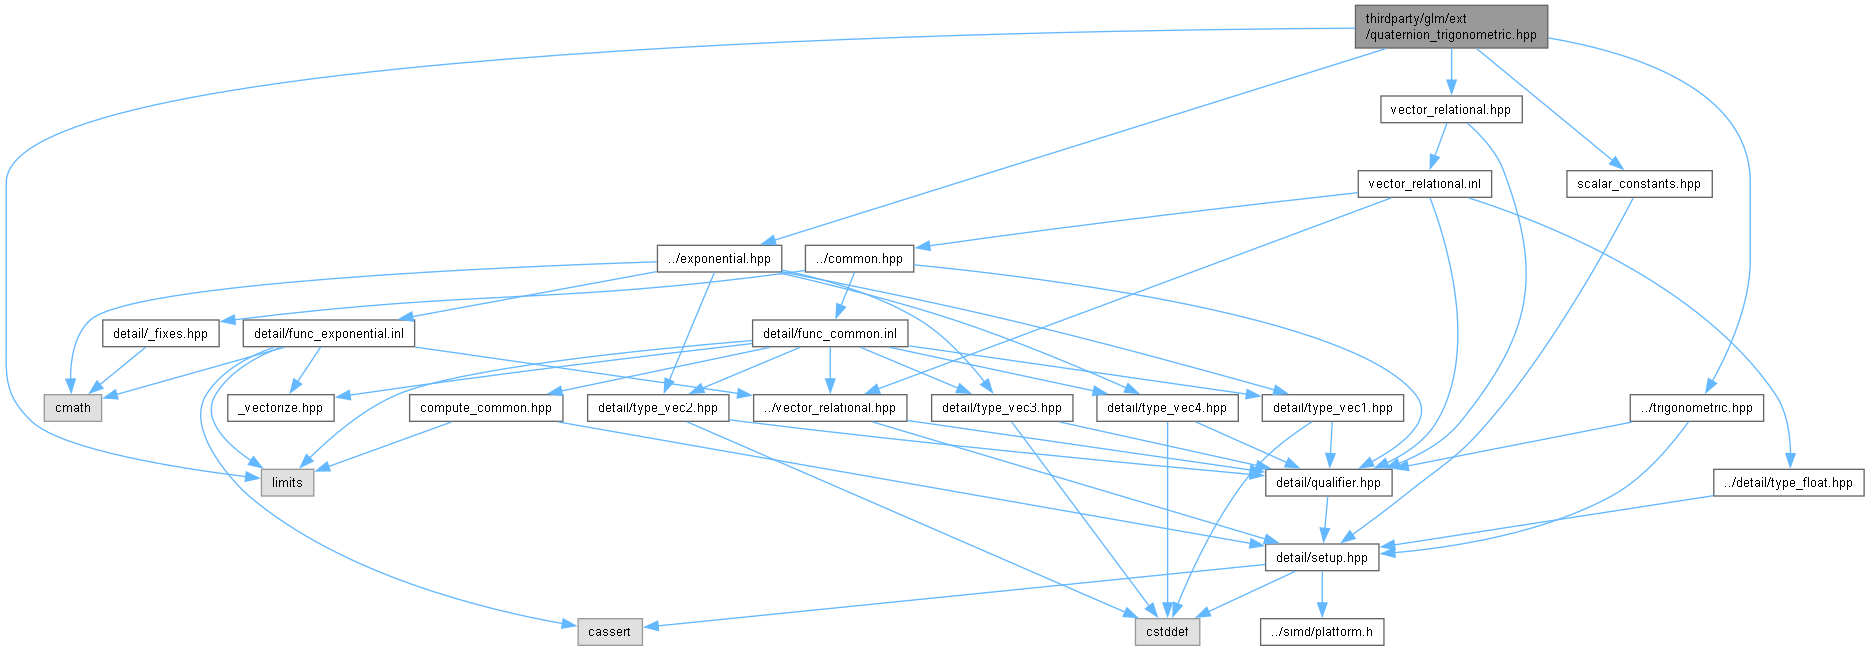 thirdparty/glm/ext
/quaternion_trigonometric.hpp
vector_relational.hpp
vector_relational.inl
scalar_constants.hpp
../exponential.hpp
../common.hpp
detail/_fixes.hpp
detail/func_exponential.inl
detail/func_common.inl
cmath
_vectorize.hpp
compute_common.hpp
detail/type_vec2.hpp
../vector_relational.hpp
detail/type_vec3.hpp
detail/type_vec4.hpp
detail/type_vec1.hpp
../trigonometric.hpp
limits
detail/qualifier.hpp
../detail/type_float.hpp
detail/setup.hpp
cassert
cstddef
../simd/platform.h